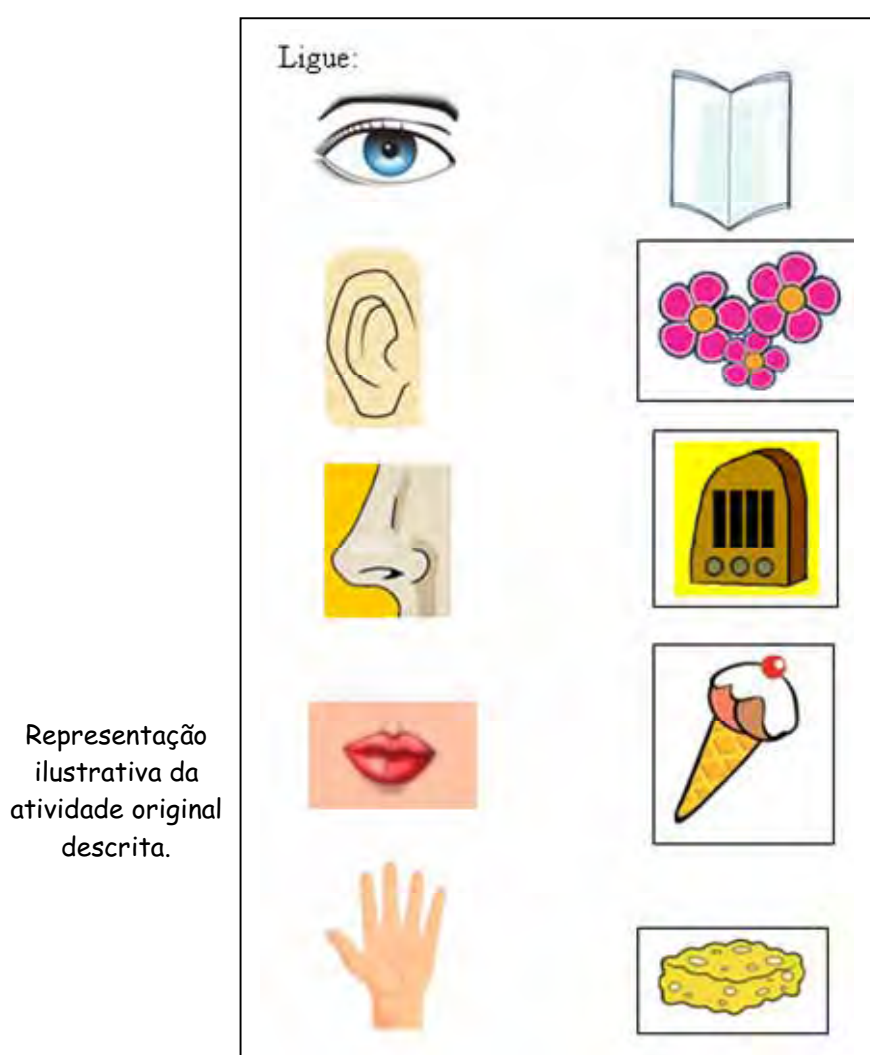 Ligue:
Representação
ilustrativa da
atividade original
descrita.